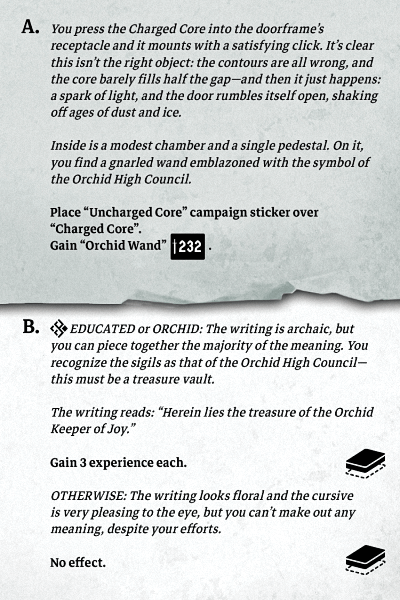 A. You press the Charged Core into the doorframe's
receptacle and it mounts with a satisfying click. It's clear
this isn't the right object: the contours are all wrong, and
the core barely fills half the gap—and then it just happens:
a spark of light, and the door rumbles itself open, shaking
off ages of dust and ice.
Inside is a modest chamber and a single pedestal. On it,
you find a gnarled wand emblazoned with the symbol of
the Orchid High Council.
Place “Uncharged Core” campaign sticker over
“Charged Core”.
Gain “Orchid Wand” 232 .
B. EDUCATED or ORCHID: The writing is archaic, but
you can piece together the majority of the meaning. You
recognize the sigils as that of the Orchid High Council—
this must be a treasure vault.
The writing reads: “Herein lies the treasure of the Orchid
Keeper of Joy.”
Gain 3 experience each.
OTHERWISE: The writing looks floral and the cursive
is very pleasing to the eye, but you can't make out any
meaning, despite your efforts.
No effect.